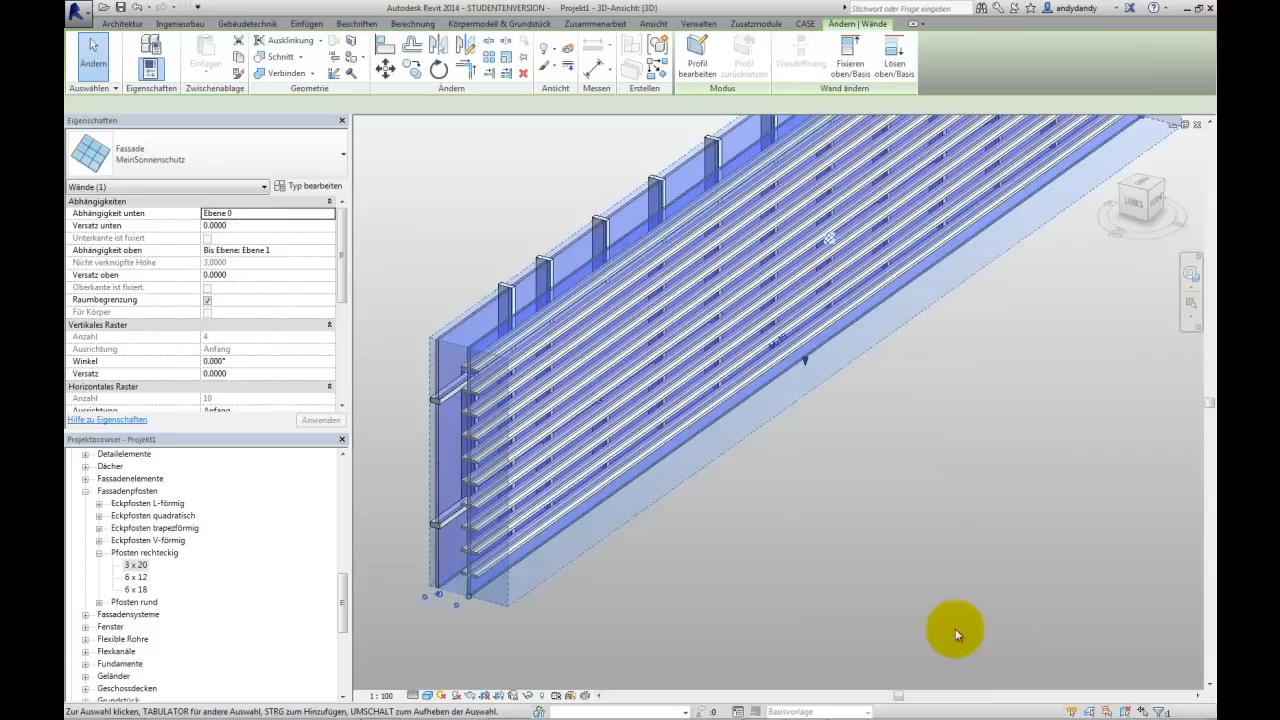 Autodesk Revit 2014 - STUDENTENVERSION - Projekt1 - 3D-Ansicht: {3D}
Stichwort oder Frage eingeben
andydandy
Architektur Ingenieurbau Gebäudetechnik Einfügen Beschriften Berechnung Körpermodell & Grundstück Zusammenarbeit Ansicht Verwalten Zusatzmodule CASE Ändern | Wände
Ändern
Einfügen
Ausklinkung
Schnitt
Verbinden
Profil bearbeiten
Profil zurücksetzen
Wandöffnung
Fixieren oben/Basis
Lösen oben/Basis
Auswählen Eigenschaften Zwischenablage Geometrie Ändern Ansicht Messen Erstellen Modus Wand ändern
Eigenschaften
Fassade
MeinSonnenschutz
Wände (1) Typ bearbeiten
Abhängigkeiten
Abhängigkeit unten Ebene 0
Versatz unten 0.0000
Unterkante ist fixiert
Abhängigkeit oben Bis Ebene: Ebene 1
Nicht verknüpfte Höhe 3.0000
Versatz oben 0.0000
Oberkante ist fixiert.
Raumbegrenzung
Für Körper
Vertikales Raster
Anzahl 4
Ausrichtung Anfang
Winkel 0.000°
Versatz 0.0000
Horizontales Raster
Anzahl 10
Ausrichtung Anfang
Hilfe zu Eigenschaften Anwenden
Projektbrowser - Projekt1
Detailelemente
Dächer
Fassadenelemente
Fassadenpfosten
Eckpfosten L-förmig
Eckpfosten quadratisch
Eckpfosten trapezförmig
Eckpfosten V-förmig
Pfosten rechteckig
3 x 20
6 x 12
6 x 18
Pfosten rund
Fassadensysteme
Fenster
Flexible Rohre
Flexkanäle
Fundamente
Geländer
Geschossdecken
Grundstück
OBEN
LINKS
1 : 100
Zur Auswahl klicken, TABULATOR für andere Auswahl, STRG zum Hinzufügen, UMSCHALT zum Aufheben der Auswahl.
:0
Basisvorlage
:1